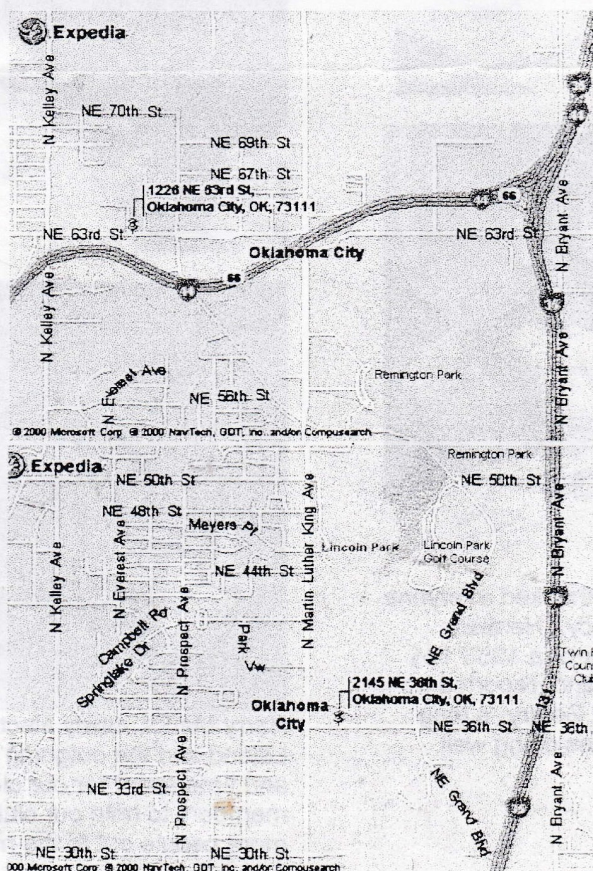 Expedia
N Kelley Ave
NE 70th St
NE 69th St
NE 67th St
1226 NE 63rd St,
Oklahoma City, OK, 73111
66
NE 63rd St
NE 63rd St
N Bryant Ave
Oklahoma City
66
N Kelley Ave
N Everest Ave
NE 56th St
Remington Park
N Bryant Ave
© 2000 Microsoft Corp © 2000 NavTech, GDT, Inc. and/or Compusearch
Expedia
Remington Park
NE 50th St
NE 50th St
NE 48th St
Meyers Pl
N Martin Luther King Ave
N Bryant Ave
N Kelley Ave
N Everest Ave
Lincoln Park
Lincoln Park
Golf Course
NE 44th St
NE Grand Blvd
Campbell Rd
Springlake Dr
N Prospect Ave
Park
Vw
Twin
Coun
Clu
2145 NE 36th St,
Oklahoma City, OK, 73111
Oklahoma
City
NE 36th St
NE 36th
NE 33rd St
N Prospect Ave
NE Grand Blvd
N Bryant Ave
NE 30th St
NE 30th St
000 Microsoft Corp © 2000 NavTech, GDT, Inc. and/or Compusearch